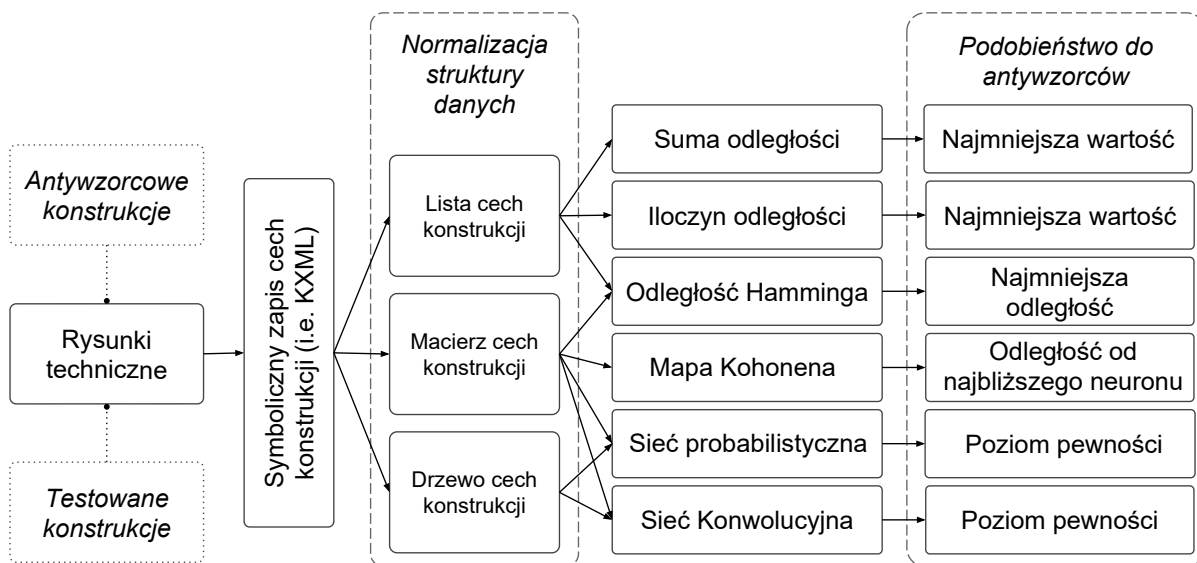 Antywzorcowe
konstrukcje
Rysunki
techniczne
Testowane
konstrukcje
Symboliczny zapis cech
konstrukcji (i.e. KXML)
Normalizacja
struktury
danych
Lista cech
konstrukcji
Macierz cech
konstrukcji
Drzewo cech
konstrukcji
Suma odległości
Iloczyn odległości
Odległość Hamminga
Mapa Kohonena
Sieć probabilistyczna
Sieć Konwolucyjna
Podobieństwo do
antywzorców
Najmniejsza wartość
Najmniejsza wartość
Najmniejsza
odległość
Odległość od
najbliższego neuronu
Poziom pewności
Poziom pewności